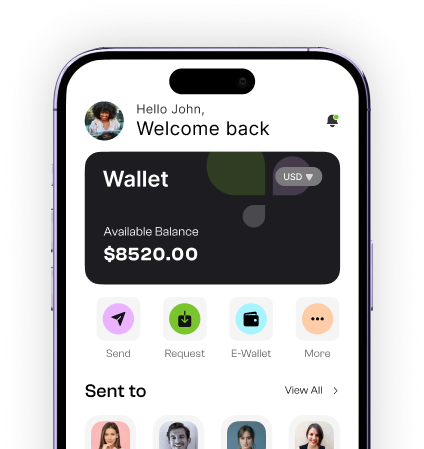 Hello John,
Welcome back
Wallet
USD
Available Balance
$8520.00
Send
Request
E-Wallet
More
Sent to
View All